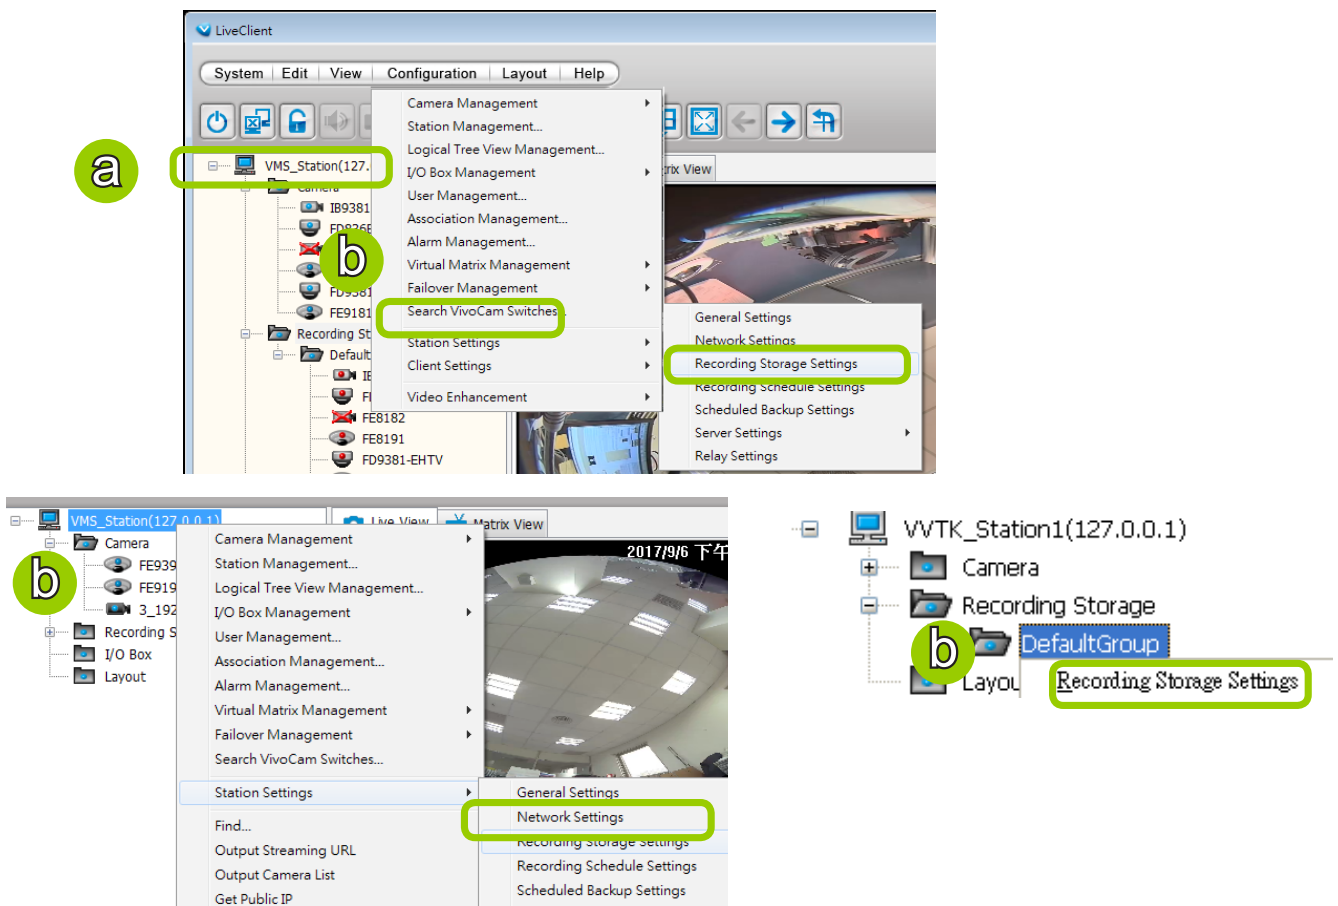 LiveClient
System Edit View Configuration Layout Help
Camera Management
Station Management...
Logical Tree View Management...
I/O Box Management
User Management...
Association Management...
Alarm Management...
Virtual Matrix Management
Failover Management
Search VivoCam Switches...
Station Settings
Client Settings
Video Enhancement
General Settings
Network Settings
Recording Storage Settings
Recording Schedule Settings
Scheduled Backup Settings
Server Settings
Relay Settings
a
VMS_Station(127.
Camera
IB9381
b
FD9381
FE9181
Recording St
Default
FE8182
FE8191
FD9381-EHTV
trix View
VMS_Station(127.0.0.1)
Camera
FE939
FE919
3_192
b
Recording S
I/O Box
Layout
Live View Matrix View
2017/9/6 下午
Camera Management
Station Management...
Logical Tree View Management...
I/O Box Management
User Management...
Association Management...
Alarm Management...
Virtual Matrix Management
Failover Management
Search VivoCam Switches...
Station Settings
Find...
Output Streaming URL
Output Camera List
Get Public IP
General Settings
Network Settings
Recording Storage Settings
Recording Schedule Settings
Scheduled Backup Settings
VVTK_Station1(127.0.0.1)
Camera
Recording Storage
b
DefaultGroup
Layou
Recording Storage Settings